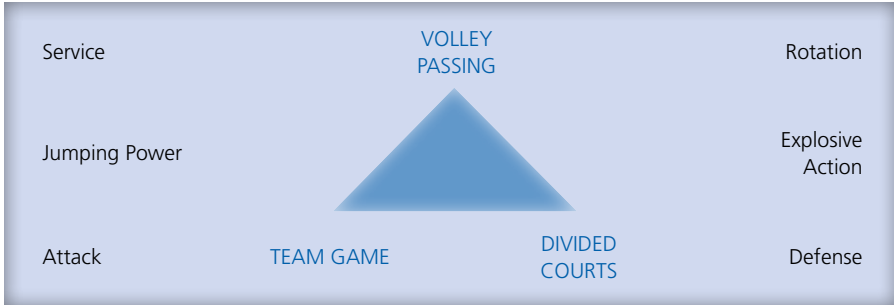 Service
VOLLEY
PASSING
Rotation
Jumping Power
Explosive
Action
Attack
TEAM GAME
DIVIDED
COURTS
Defense